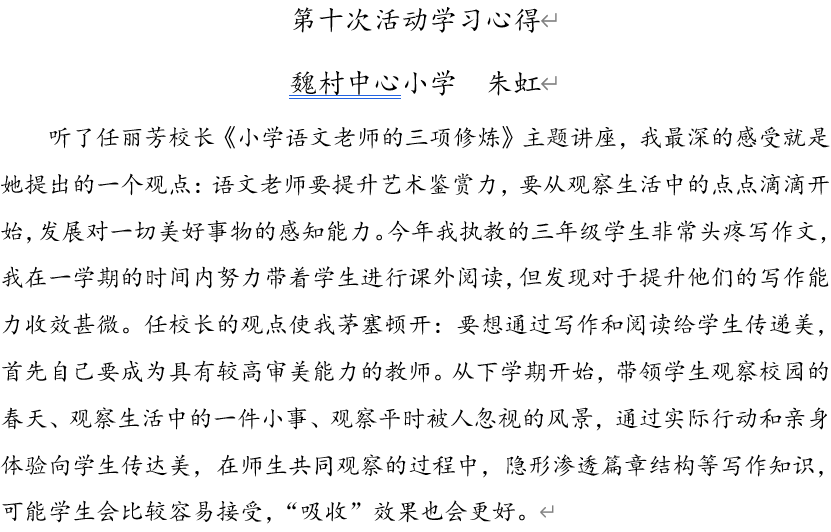 第十次活动学习心得
魏村中心小学 朱虹
听了任丽芳校长《小学语文老师的三项修炼》主题讲座，我最深的感受就是
她提出的一个观点：语文老师要提升艺术鉴赏力，要从观察生活中的点点滴滴开
始，发展对一切美好事物的感知能力。今年我执教的三年级学生非常头疼写作文，
我在一学期的时间内努力带着学生进行课外阅读，但发现对于提升他们的写作能
力收效甚微。任校长的观点使我茅塞顿开：要想通过写作和阅读给学生传递美，
首先自己要成为具有较高审美能力的教师。从下学期开始，带领学生观察校园的
春天、观察生活中的一件小事、观察平时被人忽视的风景，通过实际行动和亲身
体验向学生传达美，在师生共同观察的过程中，隐形渗透篇章结构等写作知识，
可能学生会比较容易接受，“吸收”效果也会更好。